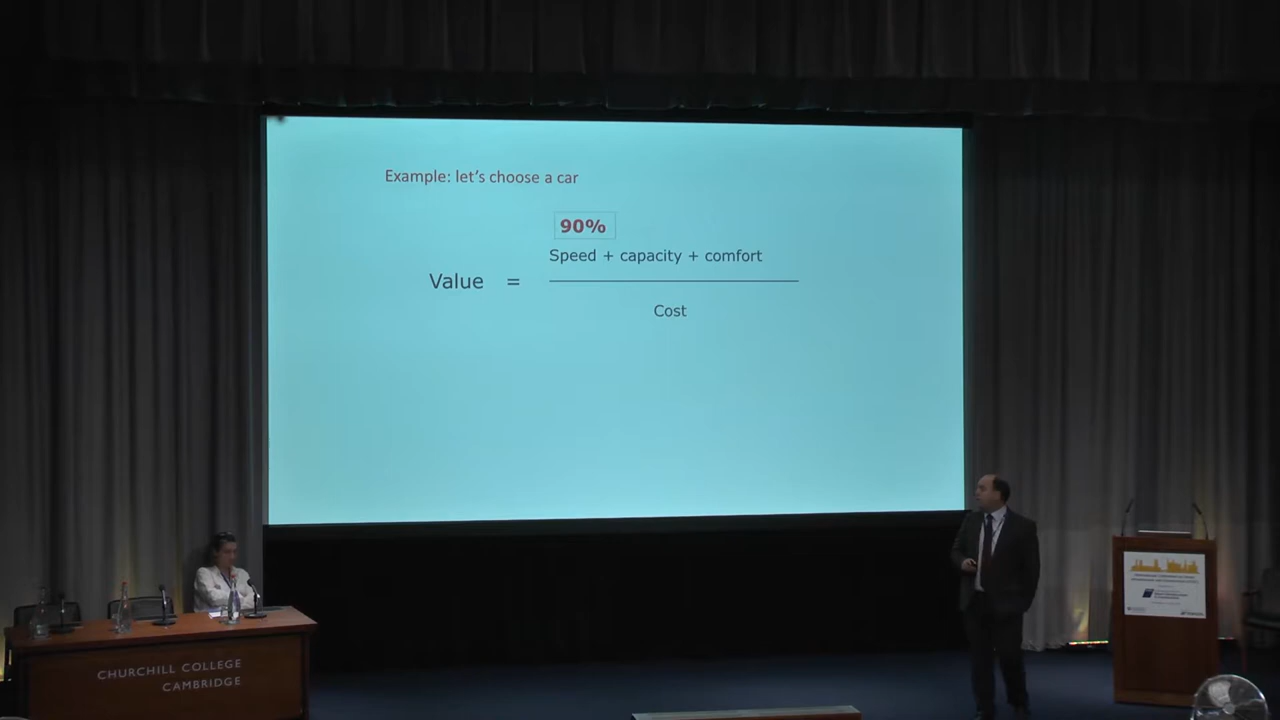 Example: let's choose a car
90%
Speed + capacity + comfort
Value =
Cost
CHURCHILL COLLEGE
CAMBRIDGE